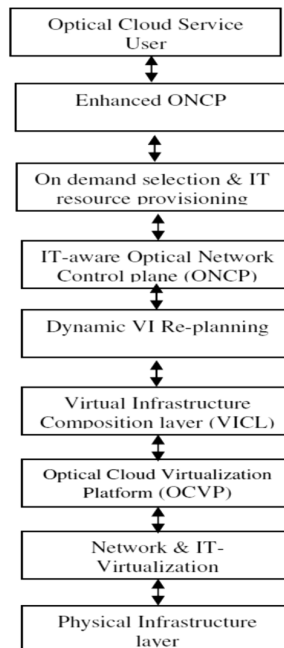 Optical Cloud Service
User
Enhanced ONCP
On demand selection & IT
resource provisioning
IT-aware Optical Network
Control plane (ONCP)
Dynamic VI Re-planning
Virtual Infrastructure
Composition layer (VICL)
Optical Cloud Virtualization
Platform (OCVP)
Network & IT-
Virtualization
Physical Infrastructure
layer